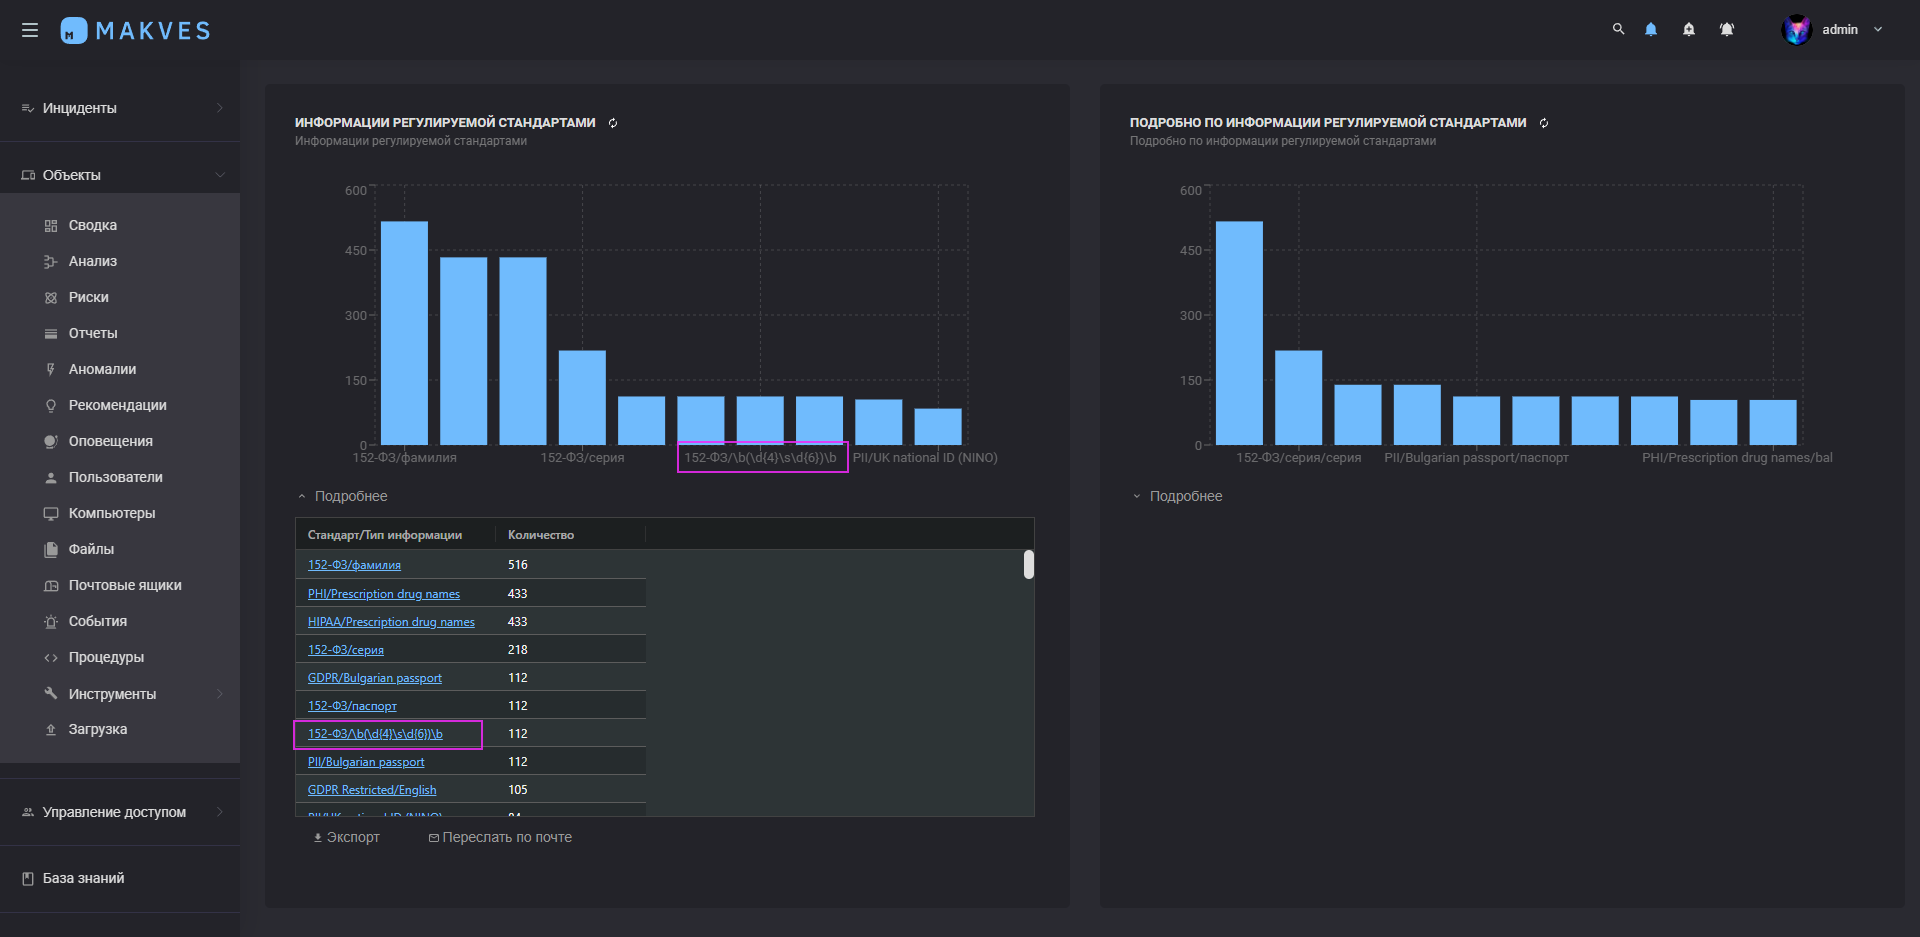 MAKVES
admin
Инциденты
Объекты
Сводка
Анализ
Риски
Отчеты
Аномалии
Рекомендации
Оповещения
Пользователи
Компьютеры
Файлы
Почтовые ящики
События
Процедуры
Инструменты
Загрузка
Управление доступом
База знаний
ИНФОРМАЦИИ РЕГУЛИРУЕМОЙ СТАНДАРТАМИ
Информации регулируемой стандартами
600
450
300
150
0
152-ФЗ/фамилия
152-ФЗ/серия
152-ФЗ/\b(\d{4}\s\d{6})\b
PII/UK national ID (NINO)
Подробнее
Стандарт/Тип информации Количество
152-ФЗ/фамилия 516
PHI/Prescription drug names 433
HIPAA/Prescription drug names 433
152-ФЗ/серия 218
GDPR/Bulgarian passport 112
152-ФЗ/паспорт 112
152-ФЗ/\b(\d{4}\s\d{6})\b 112
PII/Bulgarian passport 112
GDPR Restricted/English 105
PII/UK national ID (NINO) 84
Экспорт Переслать по почте
ПОДРОБНО ПО ИНФОРМАЦИИ РЕГУЛИРУЕМОЙ СТАНДАРТАМИ
Подробно по информации регулируемой стандартами
600
450
300
150
0
152-ФЗ/серия/серия
PII/Bulgarian passport/паспорт
PHI/Prescription drug names/bal
Подробнее